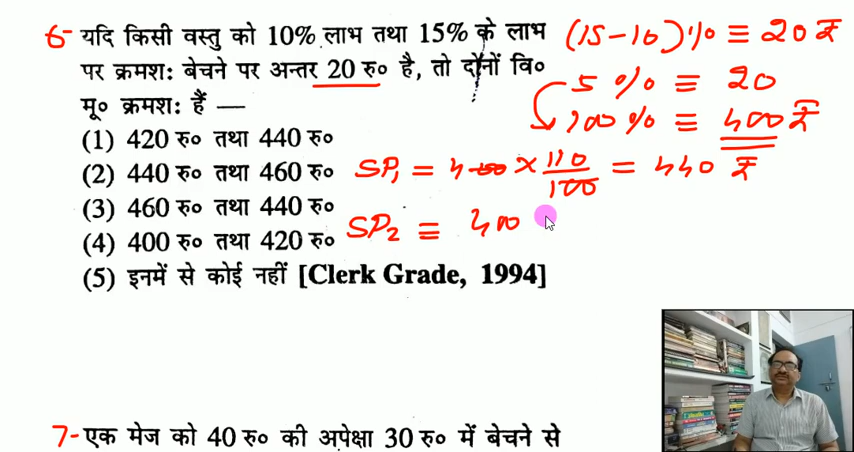 6- यदि किसी वस्तु को 10% लाभ तथा 15% के लाभ
पर क्रमशः बेचने पर अन्तर 20 रु० है, तो दोनों वि०
मू० क्रमशः हैं —
(1) 420 रु० तथा 440 रु०
(2) 440 रु० तथा 460 रु०
(3) 460 रु० तथा 440 रु०
(4) 400 रु० तथा 420 रु०
(5) इनमें से कोई नहीं [Clerk Grade, 1994]
(15-10)% ≡ 20 ₹
5% ≡ 20
100% ≡ 400 ₹
SP₁ = 400 × 110/100 = 440 ₹
SP₂ ≡ 400
7- एक मेज को 40 रु० की अपेक्षा 30 रु० में बेचने से